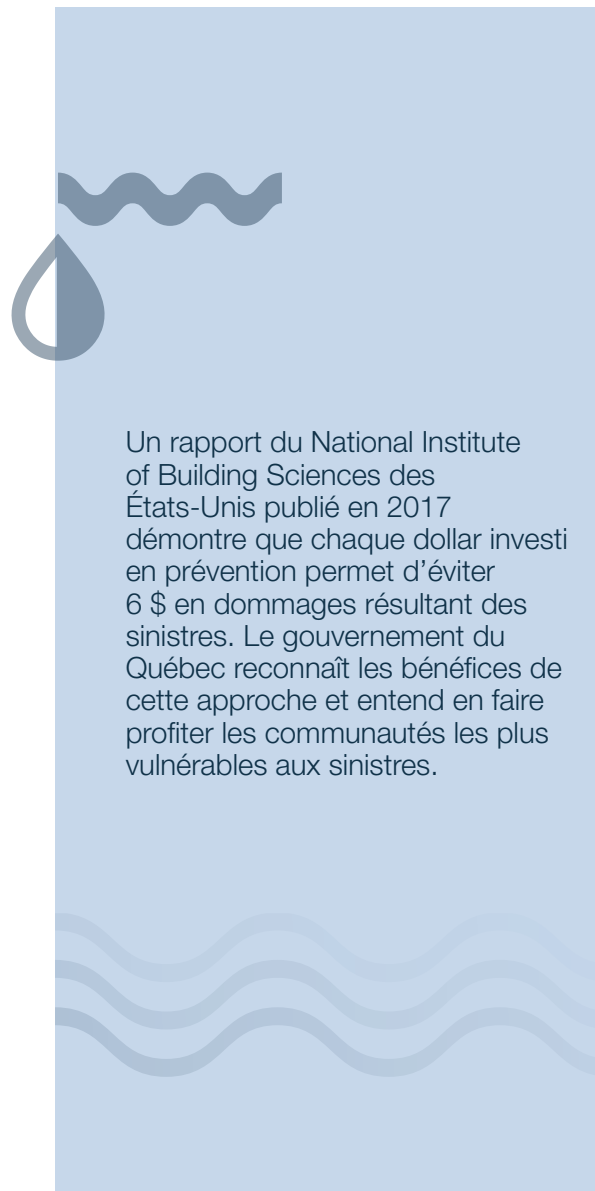 Un rapport du National Institute
of Building Sciences des
États-Unis publié en 2017
démontre que chaque dollar investi
en prévention permet d’éviter
6 $ en dommages résultant des
sinistres. Le gouvernement du
Québec reconnaît les bénéfices de
cette approche et entend en faire
profiter les communautés les plus
vulnérables aux sinistres.